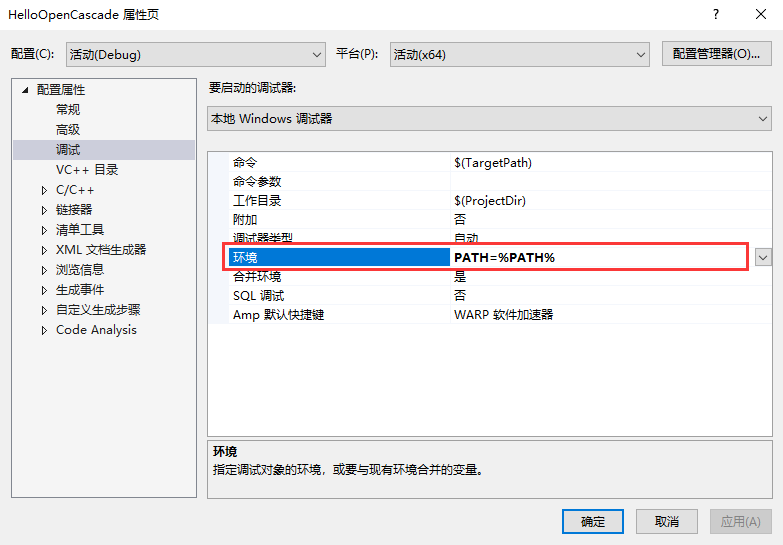 HelloOpenCascade 属性页
配置(C): 活动(Debug) 平台(P): 活动(x64) 配置管理器(O)...
配置属性
常规
高级
调试
VC++ 目录
C/C++
链接器
清单工具
XML 文档生成器
浏览信息
生成事件
自定义生成步骤
Code Analysis
要启动的调试器:
本地 Windows 调试器
命令 $(TargetPath)
命令参数
工作目录 $(ProjectDir)
附加 否
调试器类型 自动
环境 PATH=%PATH%
合并环境 是
SQL 调试 否
Amp 默认快捷键 WARP 软件加速器
环境
指定调试对象的环境，或要与现有环境合并的变量。
确定 取消 应用(A)